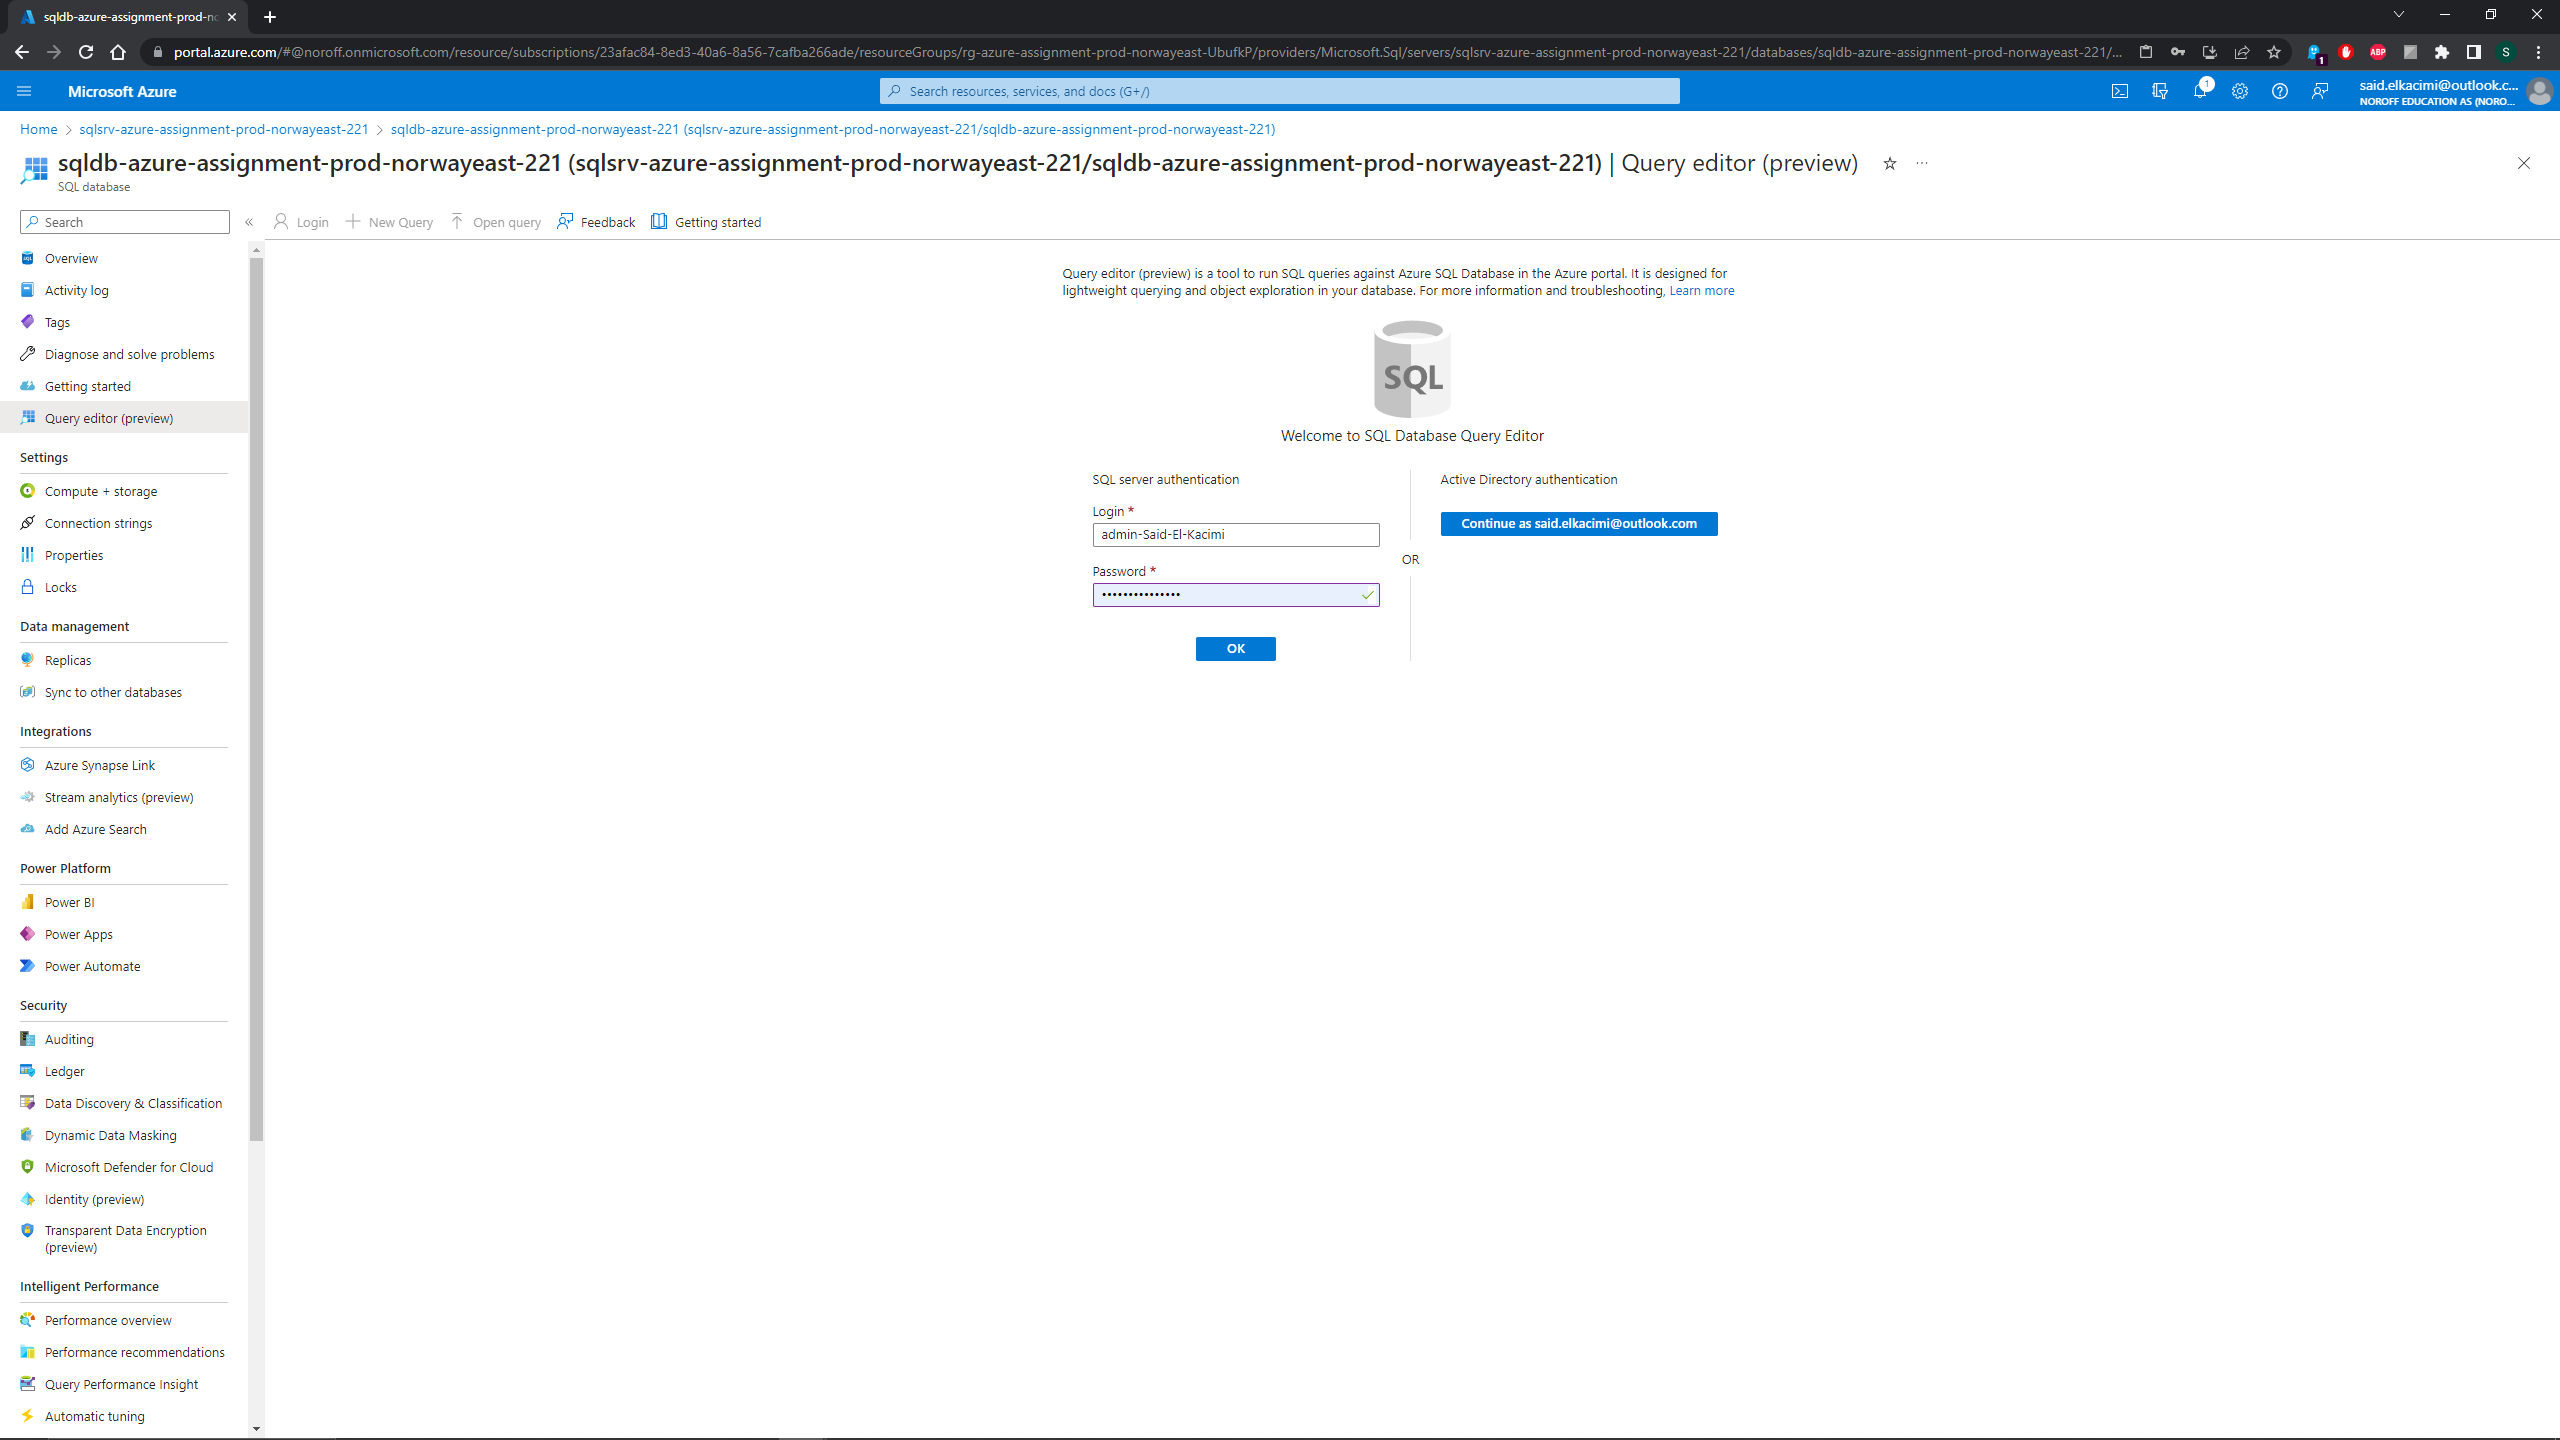 sqldb-azure-assignment-prod-no
portal.azure.com/#@noroff.onmicrosoft.com/resource/subscriptions/23afac84-8ed3-40a6-8a56-7cafba266ade/resourceGroups/rg-azure-assignment-prod-norwayeast-UbufkP/providers/Microsoft.Sql/servers/sqlsrv-azure-assignment-prod-norwayeast-221/databases/sqldb-azure-assignment-prod-norwayeast-221/...
1
ABP
S
Microsoft Azure
Search resources, services, and docs (G+/)
1
said.elkacimi@outlook.c...
NOROFF EDUCATION AS (NORO...
Home > sqlsrv-azure-assignment-prod-norwayeast-221 > sqldb-azure-assignment-prod-norwayeast-221 (sqlsrv-azure-assignment-prod-norwayeast-221/sqldb-azure-assignment-prod-norwayeast-221)
sqldb-azure-assignment-prod-norwayeast-221 (sqlsrv-azure-assignment-prod-norwayeast-221/sqldb-azure-assignment-prod-norwayeast-221) | Query editor (preview)
SQL database
Search
Login
New Query
Open query
Feedback
Getting started
Overview
Activity log
Tags
Diagnose and solve problems
Getting started
Query editor (preview)
Settings
Compute + storage
Connection strings
Properties
Locks
Data management
Replicas
Sync to other databases
Integrations
Azure Synapse Link
Stream analytics (preview)
Add Azure Search
Power Platform
Power BI
Power Apps
Power Automate
Security
Auditing
Ledger
Data Discovery & Classification
Dynamic Data Masking
Microsoft Defender for Cloud
Identity (preview)
Transparent Data Encryption
(preview)
Intelligent Performance
Performance overview
Performance recommendations
Query Performance Insight
Automatic tuning
Query editor (preview) is a tool to run SQL queries against Azure SQL Database in the Azure portal. It is designed for
lightweight querying and object exploration in your database. For more information and troubleshooting, Learn more
SQL
Welcome to SQL Database Query Editor
SQL server authentication
Login *
admin-Said-El-Kacimi
Password *
•••••••••••••••
OK
OR
Active Directory authentication
Continue as said.elkacimi@outlook.com